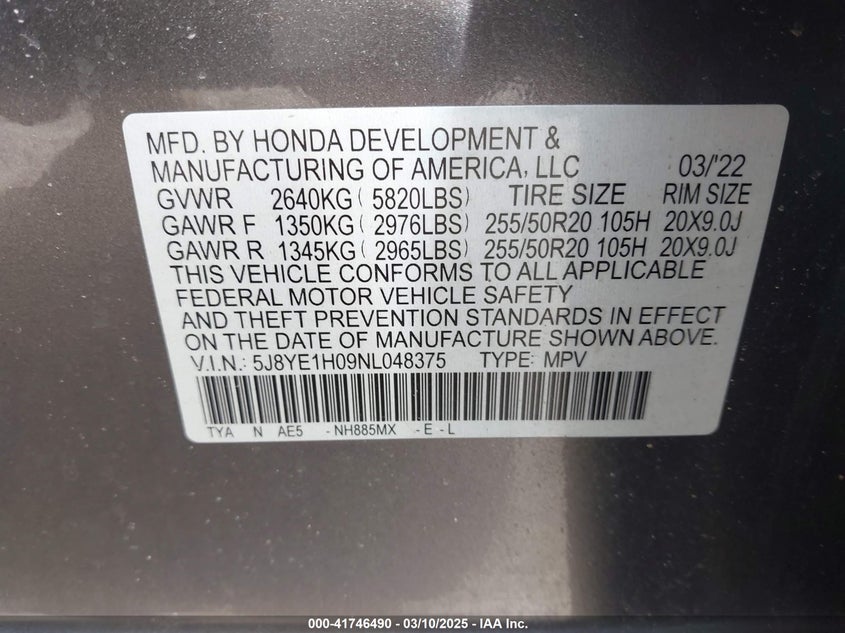 MFD. BY HONDA DEVELOPMENT &
MANUFACTURING OF AMERICA, LLC 03/'22
GVWR 2640KG ( 5820LBS) TIRE SIZE RIM SIZE
GAWR F 1350KG ( 2976LBS) 255/50R20 105H 20X9.0J
GAWR R 1345KG ( 2965LBS) 255/50R20 105H 20X9.0J
THIS VEHICLE CONFORMS TO ALL APPLICABLE
FEDERAL MOTOR VEHICLE SAFETY
AND THEFT PREVENTION STANDARDS IN EFFECT
ON THE DATE OF MANUFACTURE SHOWN ABOVE.
V.I.N.: 5J8YE1H09NL048375 TYPE: MPV
TYA N AE5 -NH885MX -E-L
000-41746490 - 03/10/2025 - IAA Inc.